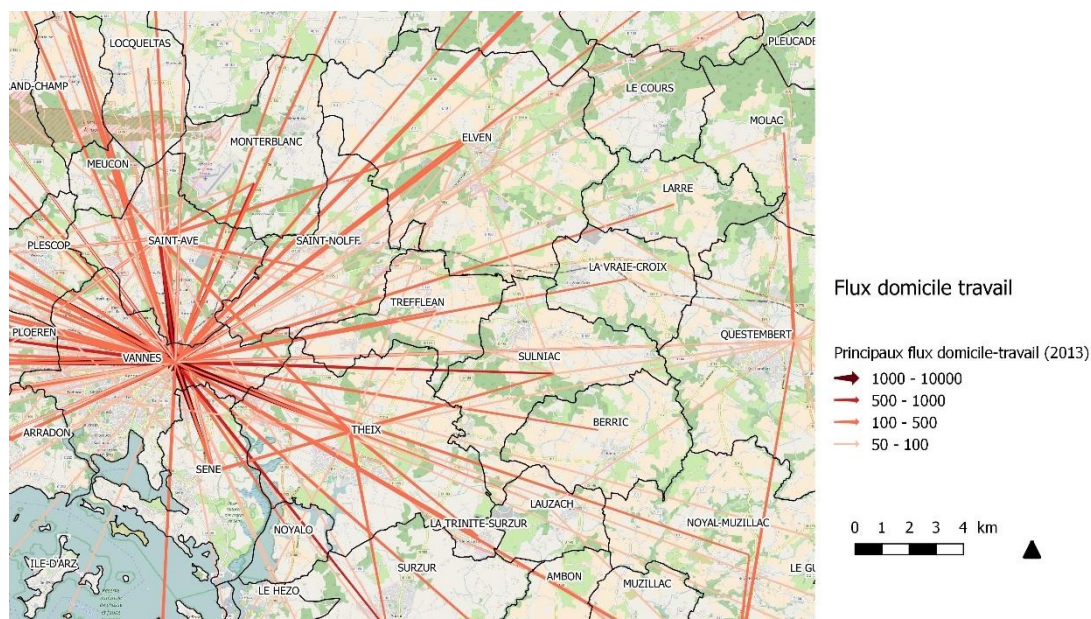 LOCQUELTAS
PLEUCADE
RAND-CHAMP
LE COURS
MOLAC
ELVEN
MONTERBLANC
MEUCON
LARRE
SAINT-AVE
SAINT-NOLFF
PLESCOP
LA VRAIE-CROIX
TREFFLEAN
PLOEREN
QUESTEMBERT
VANNES
SULNIAC
BERRIC
ARRADON
THEIX
SENE
LAUZACH
NOYALO
LA TRINITE-SURZUR
NOYAL-MUZILLAC
ILE-D'ARZ
SURZUR
AMBON
LE GU
LE HEZO
MUZILLAC
Flux domicile travail
Principaux flux domicile-travail (2013)
1000 - 10000
500 - 1000
100 - 500
50 - 100
0 1 2 3 4 km